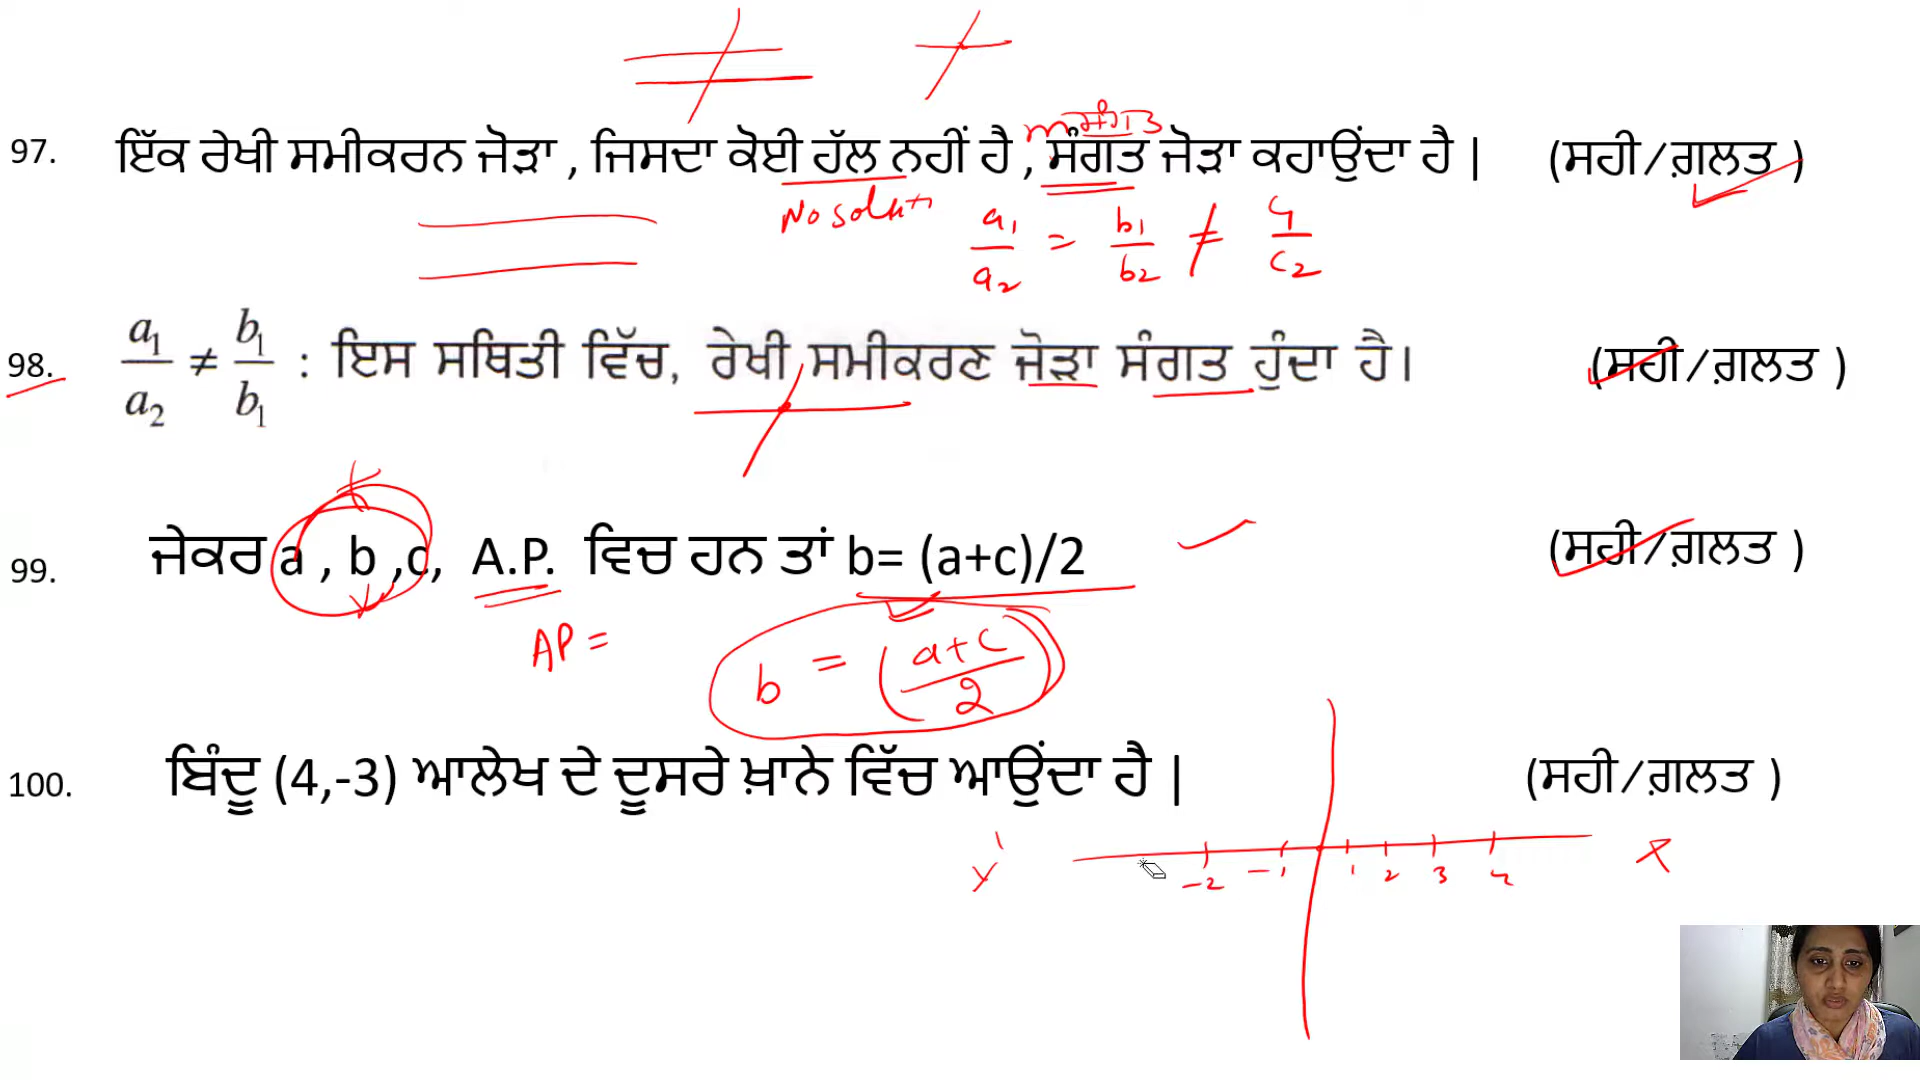 97. ਇੱਕ ਰੇਖੀ ਸਮੀਕਰਨ ਜੋੜਾ , ਜਿਸਦਾ ਕੋਈ ਹੱਲ ਨਹੀਂ ਹੈ , ਸੰਗਤ ਜੋੜਾ ਕਹਾਉਂਦਾ ਹੈ | (ਸਹੀ/ਗ਼ਲਤ )
a1/a2 = b1/b2 ≠ c1/c2
98. a1/a2 ≠ b1/b1 : ਇਸ ਸਥਿਤੀ ਵਿੱਚ, ਰੇਖੀ ਸਮੀਕਰਣ ਜੋੜਾ ਸੰਗਤ ਹੁੰਦਾ ਹੈ। (ਸਹੀ/ਗ਼ਲਤ )
99. ਜੇਕਰ a , b ,c, A.P. ਵਿਚ ਹਨ ਤਾਂ b= (a+c)/2 (ਸਹੀ/ਗ਼ਲਤ )
AP =
b = (a+c/2)
100. ਬਿੰਦੂ (4,-3) ਆਲੇਖ ਦੇ ਦੂਸਰੇ ਖ਼ਾਨੇ ਵਿੱਚ ਆਉਂਦਾ ਹੈ | (ਸਹੀ/ਗ਼ਲਤ )
-2 -1 1 2 3 4